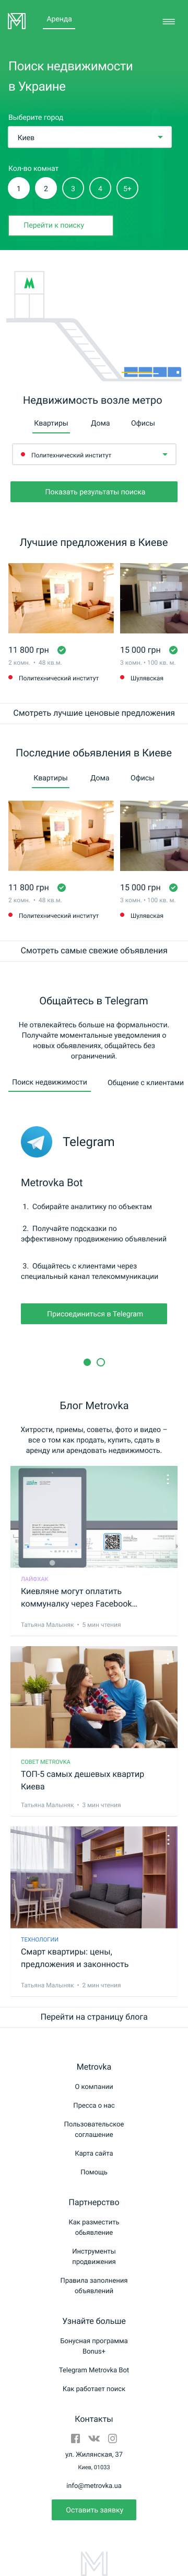 Аренда
Поиск недвижимости
в Украине
Выберите город
Киев
Кол-во комнат
1 2 3 4 5+
Перейти к поиску
Недвижимость возле метро
Квартиры Дома Офисы
Политехнический институт
Показать результаты поиска
Лучшие предложения в Киеве
11 800 грн 15 000 грн
2 комн. • 48 кв.м. 3 комн. • 100 кв. м.
Политехнический институт Шулявская
Смотреть лучшие ценовые предложения
Последние обьявления в Киеве
Квартиры Дома Офисы
11 800 грн 15 000 грн
2 комн. • 48 кв.м. 3 комн. • 100 кв. м.
Политехнический институт Шулявская
Смотреть самые свежие объявления
Общайтесь в Telegram
Не отвлекайтесь больше на формальности.
Получайте моментальные уведомления о
новых обьявлениях, общайтесь без
ограничений.
Поиск недвижимости Общение с клиентами
Telegram
Metrovka Bot
1. Собирайте аналитику по объектам
2. Получайте подсказки по
эффективному продвижению объявлений
3. Общайтесь с клиентами через
специальный канал телекоммуникации
Присоединиться в Telegram
Блог Metrovka
Хитрости, приемы, советы, фото и видео –
все о том как продать, купить, сдать в
аренду или арендовать недвижимость.
ЛАЙФХАК
Киевляне могут оплатить
коммуналку через Facebook...
Татьяна Малыняк • 5 мин чтения
СОВЕТ METROVKA
ТОП-5 самых дешевых квартир
Киева
Татьяна Малыняк • 3 мин чтения
ТЕХНОЛОГИИ
Смарт квартиры: цены,
предложения и законность
Татьяна Малыняк • 2 мин чтения
Перейти на страницу блога
Metrovka
О компании
Пресса о нас
Пользовательское
соглашение
Карта сайта
Помощь
Партнерство
Как разместить
обьявление
Инструменты
продвижения
Правила заполнения
объявлений
Узнайте больше
Бонусная программа
Bonus+
Telegram Metrovka Bot
Как работает поиск
Контакты
ул. Жилянская, 37
Киев, 01033
info@metrovka.ua
Оставить заявку